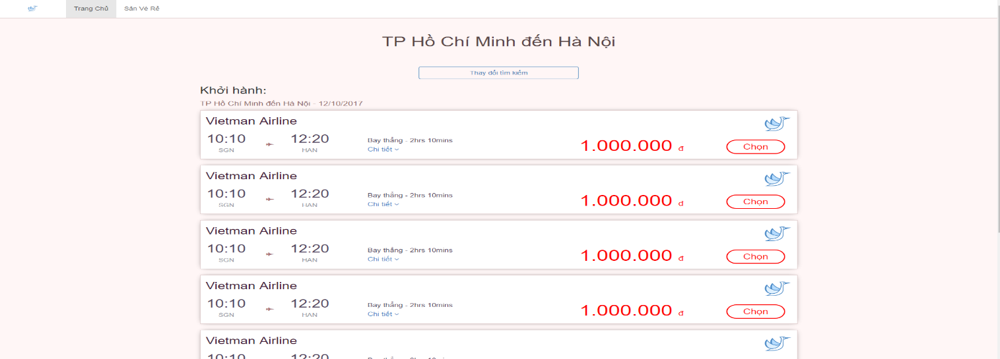 Trang Chủ Săn Vé Rẻ
TP Hồ Chí Minh đến Hà Nội
Thay đổi tìm kiếm
Khởi hành:
TP Hồ Chí Minh đến Hà Nội - 12/10/2017
Vietman Airline
10:10 12:20 Bay thẳng - 2hrs 10mins 1.000.000 đ Chọn
SGN HAN Chi tiết
Vietman Airline
10:10 12:20 Bay thẳng - 2hrs 10mins 1.000.000 đ Chọn
SGN HAN Chi tiết
Vietman Airline
10:10 12:20 Bay thẳng - 2hrs 10mins 1.000.000 đ Chọn
SGN HAN Chi tiết
Vietman Airline
10:10 12:20 Bay thẳng - 2hrs 10mins 1.000.000 đ Chọn
SGN HAN Chi tiết
Vietman Airline
10:10 12:20